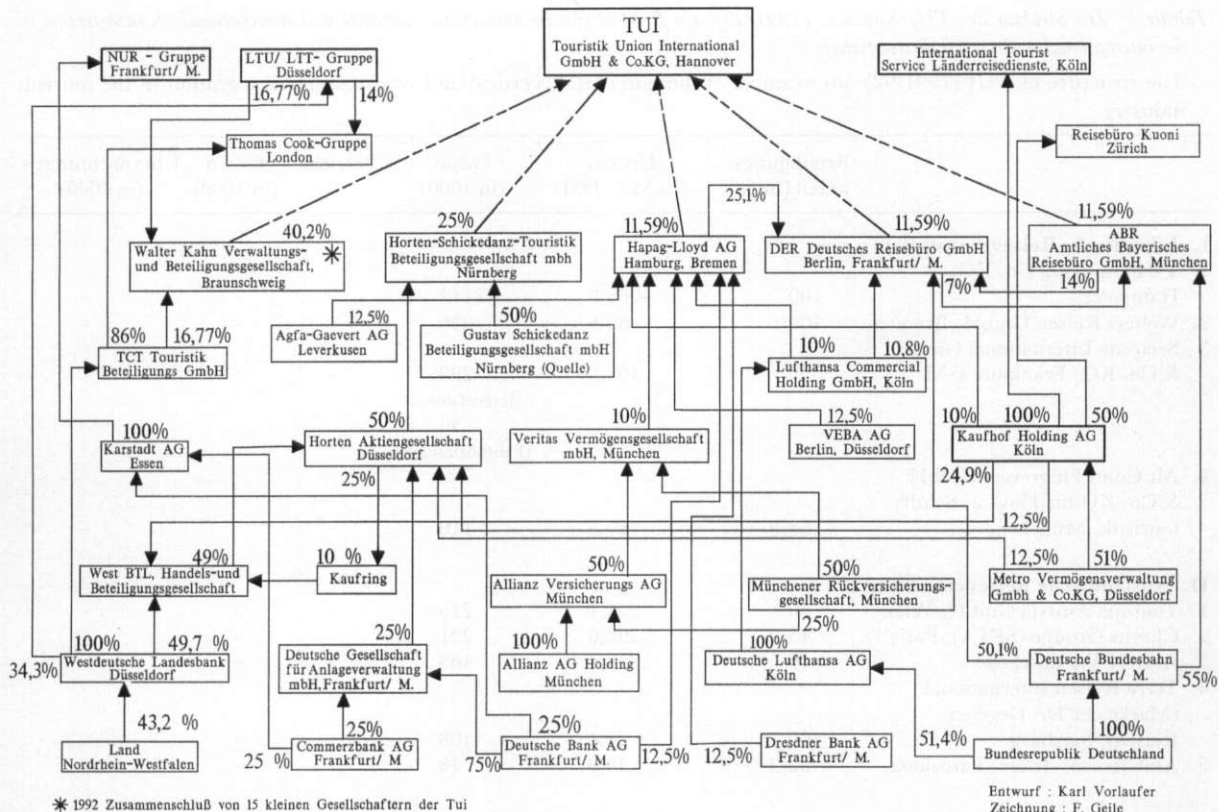 TUI
Touristik Union International
GmbH & Co.KG, Hannover
NUR - Gruppe
Frankfurt/ M.
LTU/ LTT-Gruppe
Düsseldorf
International Tourist
Service Länderreisedienste, Köln
16,77%
14%
Thomas Cook-Gruppe
London
Reisebüro Kuoni
Zürich
40,2%
Walter Kahn Verwaltungs-
und Beteiligungsgesellschaft,
Braunschweig
✳
25%
Horten-Schickedanz-Touristik
Beteiligungsgesellschaft mbh
Nürnberg
11,59%
Hapag-Lloyd AG
Hamburg, Bremen
25,1%
11,59%
DER Deutsches Reisebüro GmbH
Berlin, Frankfurt/ M.
11,59%
ABR
Amtliches Bayerisches
Reisebüro GmbH, München
7%
14%
86%
16,77%
TCT Touristik
Beteiligungs GmbH
12,5%
Agfa-Gaevert AG
Leverkusen
50%
Gustav Schickedanz
Beteiligungsgesellschaft mbH
Nürnberg (Quelle)
10%
10,8%
Lufthansa Commercial
Holding GmbH, Köln
100%
Karstadt AG
Essen
50%
Horten Aktiengesellschaft
Düsseldorf
25%
10%
Veritas Vermögensgesellschaft
mbH, München
12,5%
VEBA AG
Berlin, Düsseldorf
10%
100%
50%
Kaufhof Holding AG
Köln
24,9%
12,5%
49%
West BTL, Handels-und
Beteiligungsgesellschaft
10 %
Kaufring
50%
Allianz Versicherungs AG
München
50%
Münchener Rückversicherungs-
gesellschaft, München
25%
12,5%
51%
Metro Vermögensverwaltung
GmbH & Co.KG, Düsseldorf
34,3%
100%
49,7 %
Westdeutsche Landesbank
Düsseldorf
25%
Deutsche Gesellschaft
für Anlageverwaltung
mbH, Frankfurt/ M.
100%
Allianz AG Holding
München
100%
Deutsche Lufthansa AG
Köln
50,1%
Deutsche Bundesbahn
Frankfurt/ M.
55%
43,2 %
Land
Nordrhein-Westfalen
25 %
25%
Commerzbank AG
Frankfurt/ M
75%
25%
Deutsche Bank AG
Frankfurt/ M
12,5%
12,5%
Dresdner Bank AG
Frankfurt/ M.
51,4%
100%
Bundesrepublik Deutschland
Bonn
✳ 1992 Zusammenschluß von 15 kleinen Gesellschaftern der Tui
Entwurf : Karl Vorlaufer
Zeichnung : F. Geile